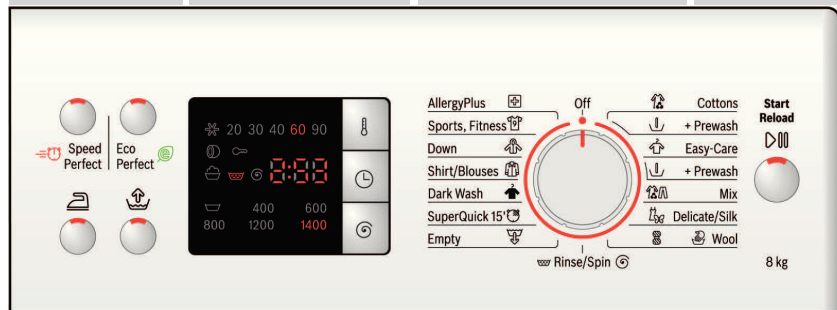 Speed
Perfect
Eco
Perfect
20 30 40 60 90
8:88
400 600
800 1200 1400
AllergyPlus
Sports, Fitness
Down
Shirt/Blouses
Dark Wash
SuperQuick 15'
Empty
Off
Rinse/Spin
Cottons
+ Prewash
Easy-Care
+ Prewash
Mix
Delicate/Silk
Wool
Start
Reload
8 kg